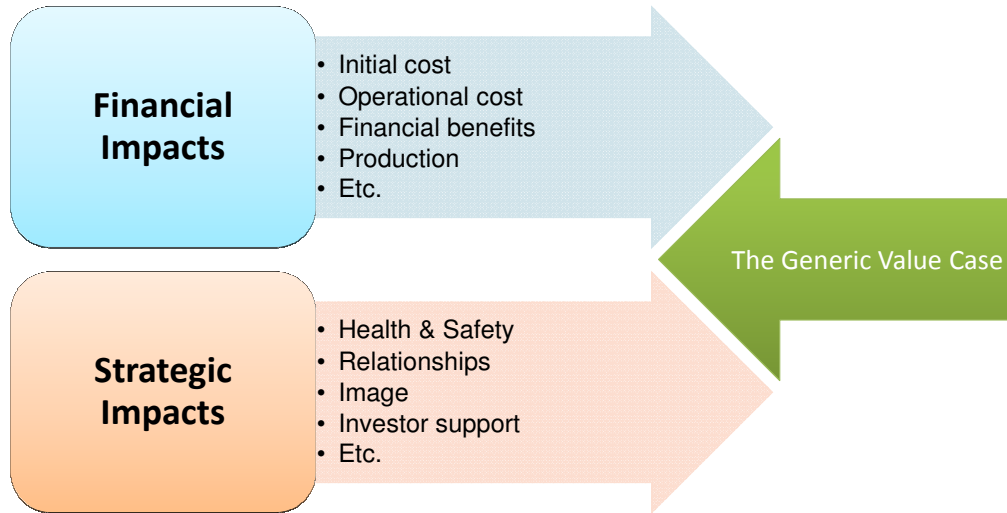 Financial
Impacts
• Initial cost
• Operational cost
• Financial benefits
• Production
• Etc.
The Generic Value Case
Strategic
Impacts
• Health & Safety
• Relationships
• Image
• Investor support
• Etc.